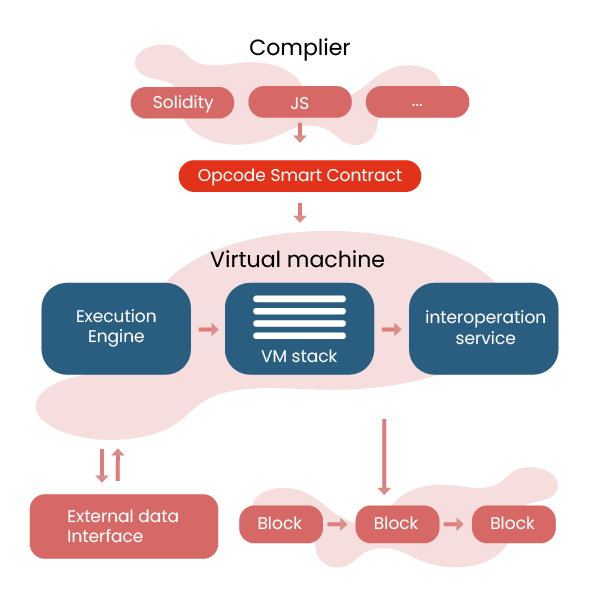 Complier
Solidity
JS
...
Opcode Smart Contract
Virtual machine
Execution
Engine
VM stack
interoperation
service
External data
Interface
Block
Block
Block